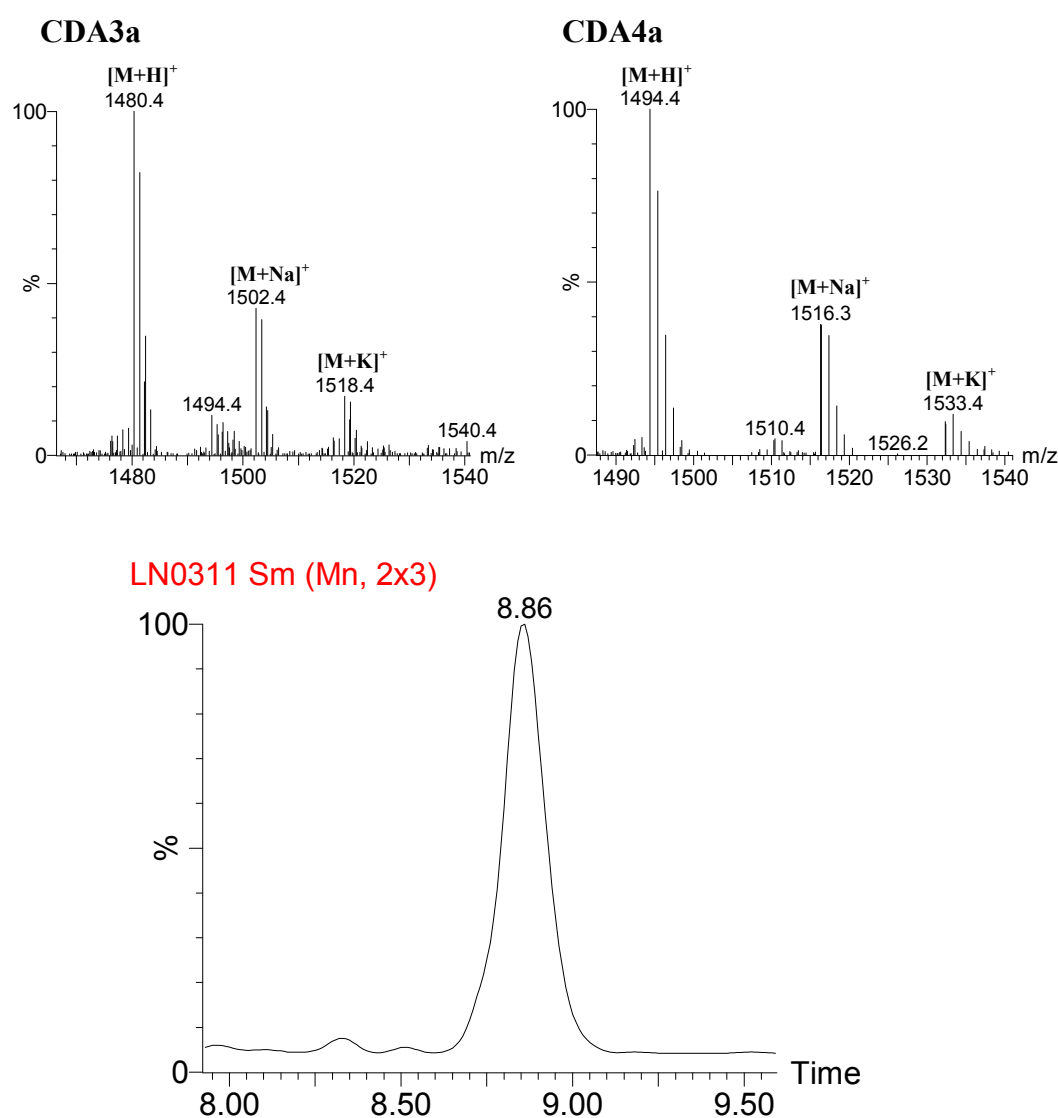 CDA3a
[M+H]+
1480.4
100
[M+Na]+
1502.4
%
[M+K]+
1518.4
1494.4
1540.4
0
m/z
1480 1500 1520 1540
CDA4a
[M+H]+
1494.4
100
[M+Na]+
1516.3
%
[M+K]+
1533.4
1510.4
1526.2
0
m/z
1490 1500 1510 1520 1530 1540
LN0311 Sm (Mn, 2x3)
8.86
100
%
0
Time
8.00 8.50 9.00 9.50